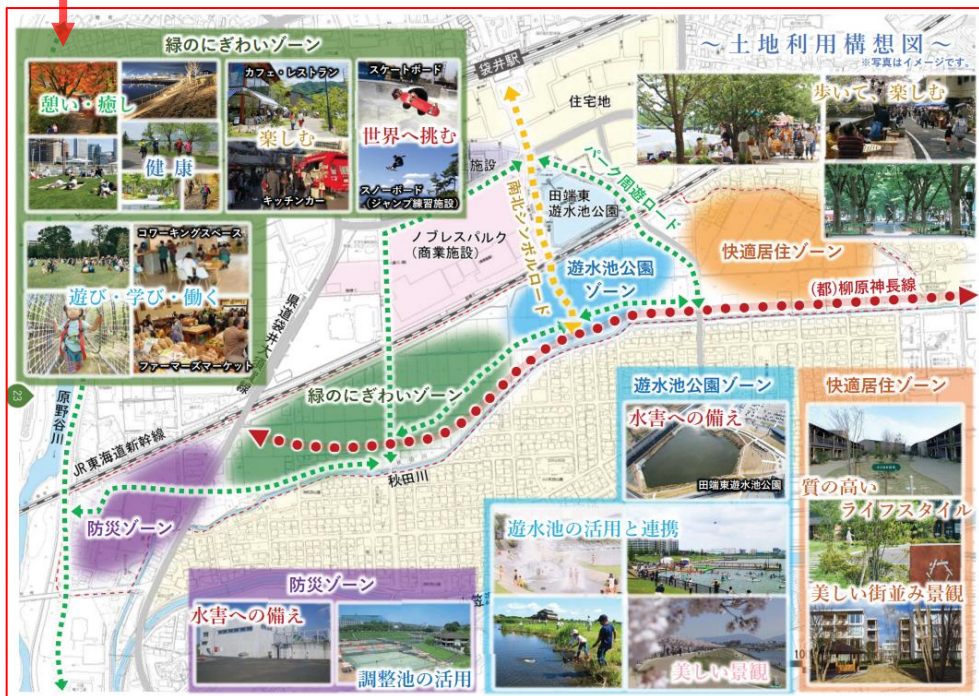 ～土地利用構想図～
※写真はイメージです。
緑のにぎわいゾーン
憩い・癒し
健康
カフェ・レストラン
楽しむ
キッチンカー
スケートボード
世界へ挑む
スノーボード
(ジャンプ練習施設)
コワーキングスペース
遊び・学び・働く
ファーマーズマーケット
袋井駅
住宅地
歩いて、楽しむ
施設
パーク周遊ロード
南北シンボルロード
田端東
遊水池公園
ノブレスパルク
(商業施設)
遊水池公園
ゾーン
快適居住ゾーン
(都)柳原神長線
県道袋井
線
緑のにぎわいゾーン
23
原野谷川
JR東海道新幹線
秋田川
防災ゾーン
防災ゾーン
水害への備え
調整池の活用
遊水池公園ゾーン
水害への備え
田端東遊水池公園
遊水池の活用と連携
美しい景観
快適居住ゾーン
質の高い
ライフスタイル
美しい街並み景観
10